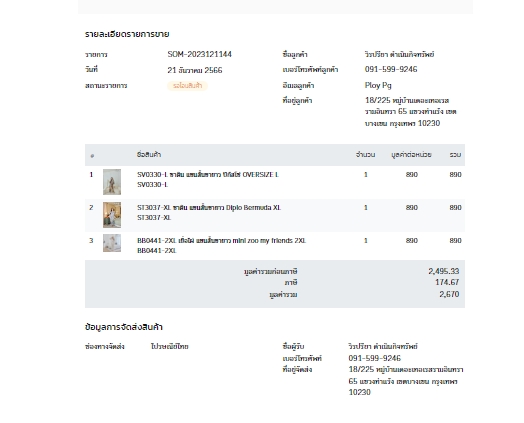 รายละเอียดรายการขาย
รายการ SOM-2023121144
วันที่ 21 ธันวาคม 2566
สถานะรายการ รอโอนสินค้า
ชื่อลูกค้า วิรปรียา ดำเนินกิจทรัพย์
เบอร์โทรศัพท์ลูกค้า 091-599-9246
อีเมลลูกค้า Ploy Pg
ที่อยู่ลูกค้า 18/225 หมู่บ้านเดอะเทอเรส
รามอินทรา 65 แขวงท่าแร้ง เขต
บางเขน กรุงเทพฯ 10230
# ชื่อสินค้า จำนวน มูลค่าต่อหน่วย รวม
1 SV0330-L ซาติน แขนสั้นขายาว ปิกัสโซ่ OVERSIZE L 1 890 890
SV0330-L
2 ST3037-XL ซาติน แขนสั้นขายาว Diplo Bermuda XL 1 890 890
ST3037-XL
3 BB0441-2XL เยื่อไผ่ แขนสั้นขายาว mini zoo my friends 2XL 1 890 890
BB0441-2XL
มูลค่ารวมก่อนภาษี 2,495.33
ภาษี 174.67
มูลค่ารวม 2,670
ข้อมูลการจัดส่งสินค้า
ช่องทางจัดส่ง ไปรษณีย์ไทย
ชื่อผู้รับ วิรปรียา ดำเนินกิจทรัพย์
เบอร์โทรศัพท์ 091-599-9246
ที่อยู่จัดส่ง 18/225 หมู่บ้านเดอะเทอเรสรามอินทรา
65 แขวงท่าแร้ง เขตบางเขน กรุงเทพฯ
10230